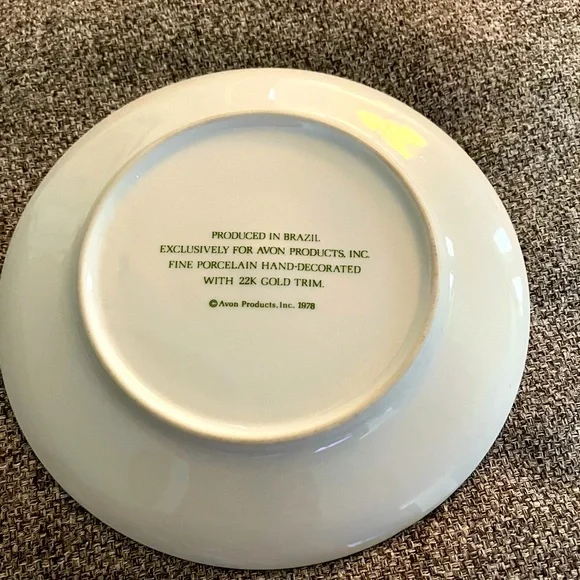 PRODUCED IN BRAZIL
EXCLUSIVELY FOR AVON PRODUCTS, INC.
FINE PORCELAIN HAND-DECORATED
WITH 22K GOLD TRIM.
©Avon Products, Inc. 1978